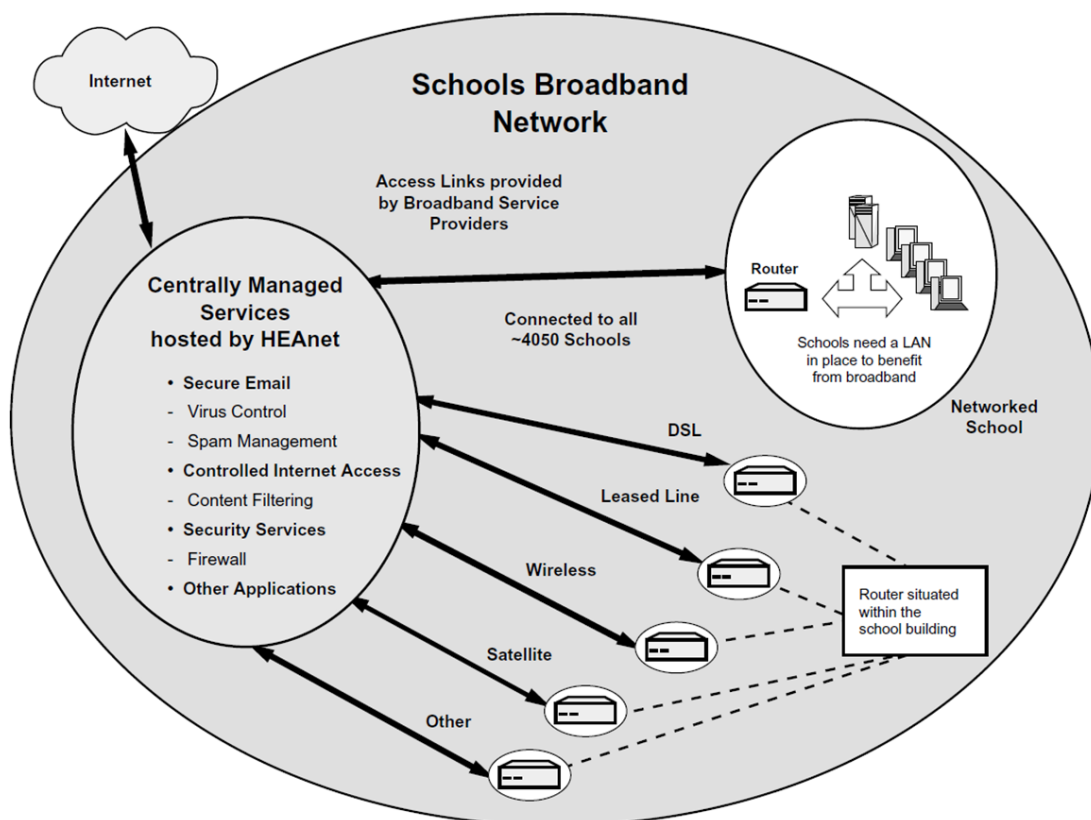 Internet
Schools Broadband
Network
Access Links provided
by Broadband Service
Providers
Centrally Managed
Services
hosted by HEAnet
• Secure Email
- Virus Control
- Spam Management
• Controlled Internet Access
- Content Filtering
• Security Services
- Firewall
• Other Applications
Connected to all
~4050 Schools
Router
Schools need a LAN
in place to benefit
from broadband
Networked
School
DSL
Leased Line
Wireless
Satellite
Other
Router situated
within the
school building